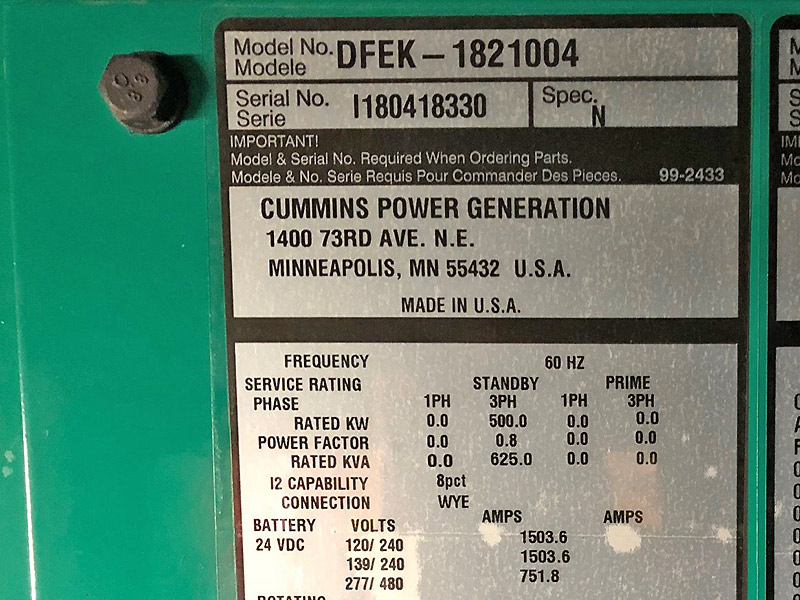 Model No. DFEK-1821004
Modele
Serial No. I180418330 Spec. N
Serie
IMPORTANT!
Model & Serial No. Required When Ordering Parts.
Modele & No. Serie Requis Pour Commander Des Pieces. 99-2433
CUMMINS POWER GENERATION
1400 73RD AVE. N.E.
MINNEAPOLIS, MN 55432 U.S.A.
MADE IN U.S.A.
FREQUENCY 60 HZ
SERVICE RATING STANDBY PRIME
PHASE 1PH 3PH 1PH 3PH
RATED KW 0.0 500.0 0.0 0.0
POWER FACTOR 0.0 0.8 0.0 0.0
RATED KVA 0.0 625.0 0.0 0.0
I2 CAPABILITY 8pct
CONNECTION WYE
BATTERY VOLTS AMPS AMPS
24 VDC 120/ 240 1503.6
139/ 240 1503.6
277/ 480 751.8